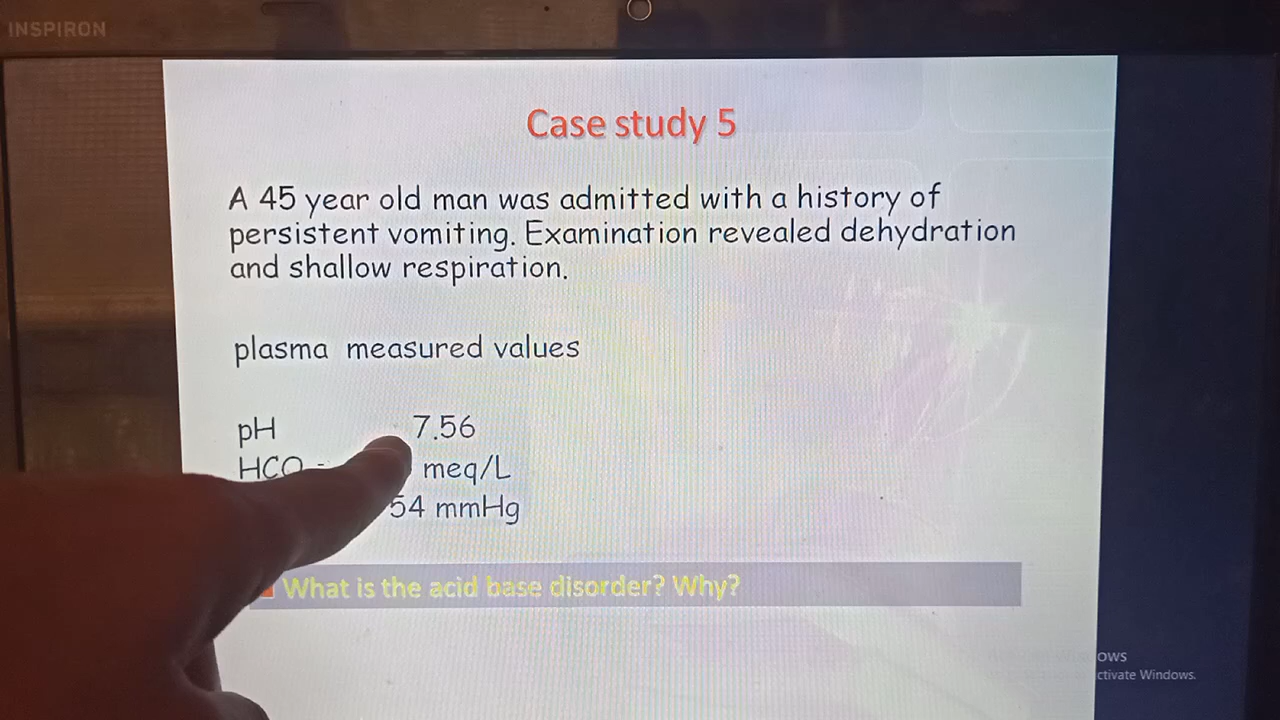 INSPIRON
Case study 5
A 45 year old man was admitted with a history of
persistent vomiting. Examination revealed dehydration
and shallow respiration.
plasma measured values
pH 7.56
meq/L
54 mmHg
What is the acid base disorder? Why?
ctivate Windows.